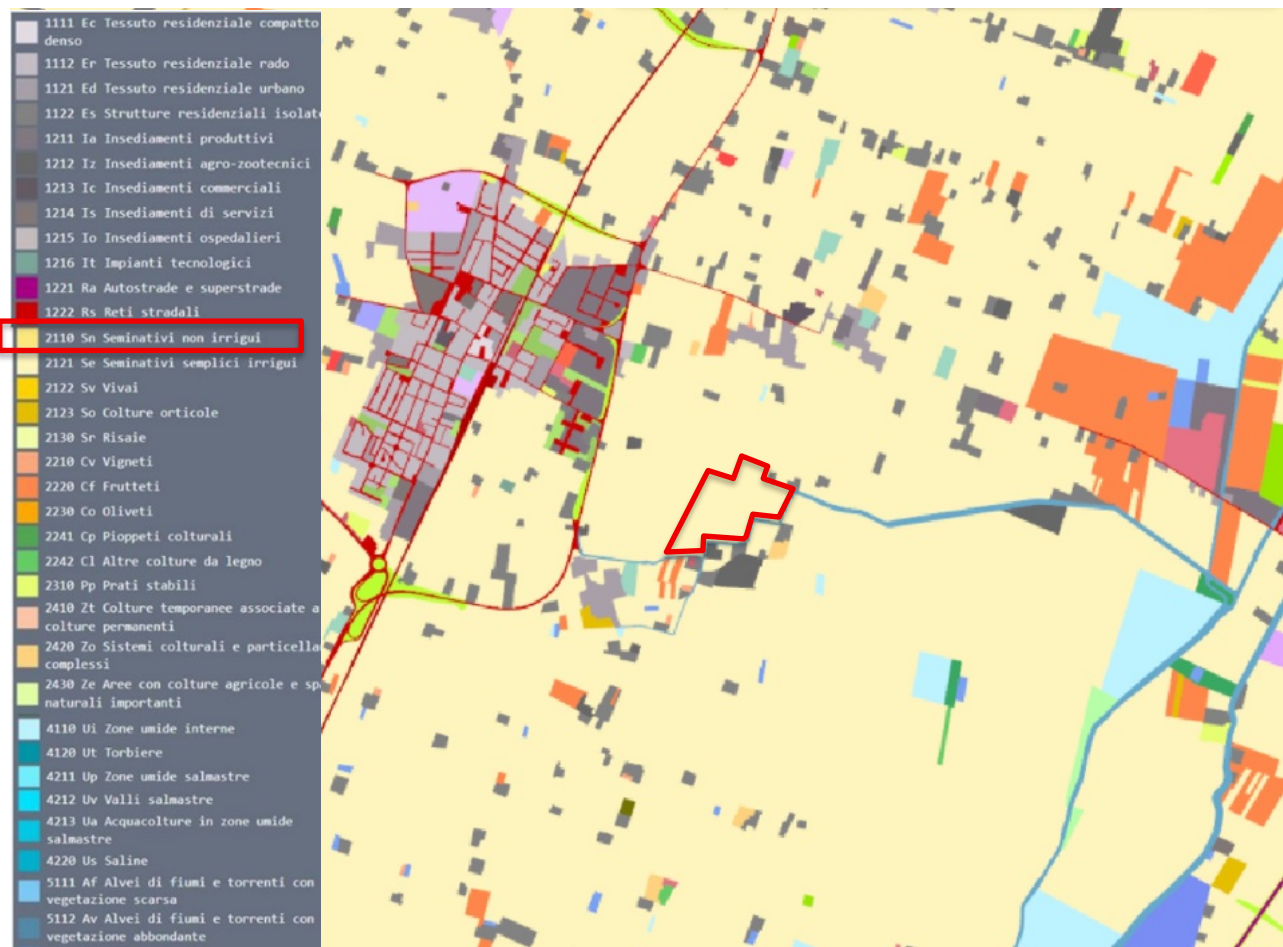 1111 Ec Tessuto residenziale compatto
denso
1112 Er Tessuto residenziale rado
1121 Ed Tessuto residenziale urbano
1122 Es Strutture residenziali isolate
1211 Ia Insediamenti produttivi
1212 Iz Insediamenti agro-zootecnici
1213 Ic Insediamenti commerciali
1214 Is Insediamenti di servizi
1215 Io Insediamenti ospedalieri
1216 It Impianti tecnologici
1221 Ra Autostrade e superstrade
1222 Rs Reti stradali
2110 Sn Seminativi non irrigui
2121 Se Seminativi semplici irrigui
2122 Sv Vivai
2123 So Colture orticole
2130 Sr Risaie
2210 Cv Vigneti
2220 Cf Frutteti
2230 Co Oliveti
2241 Cp Pioppeti colturali
2242 Cl Altre colture da legno
2310 Pp Prati stabili
2410 Zt Colture temporanee associate a
colture permanenti
2420 Zo Sistemi colturali e particella
complessi
2430 Ze Aree con colture agricole e sp
naturali importanti
4110 Ui Zone umide interne
4120 Ut Torbiere
4211 Up Zone umide salmastre
4212 Uv Valli salmastre
4213 Ua Acquacolture in zone umide
salmastre
4220 Us Saline
5111 Af Alvei di fiumi e torrenti con
vegetazione scarsa
5112 Av Alvei di fiumi e torrenti con
vegetazione abbondante